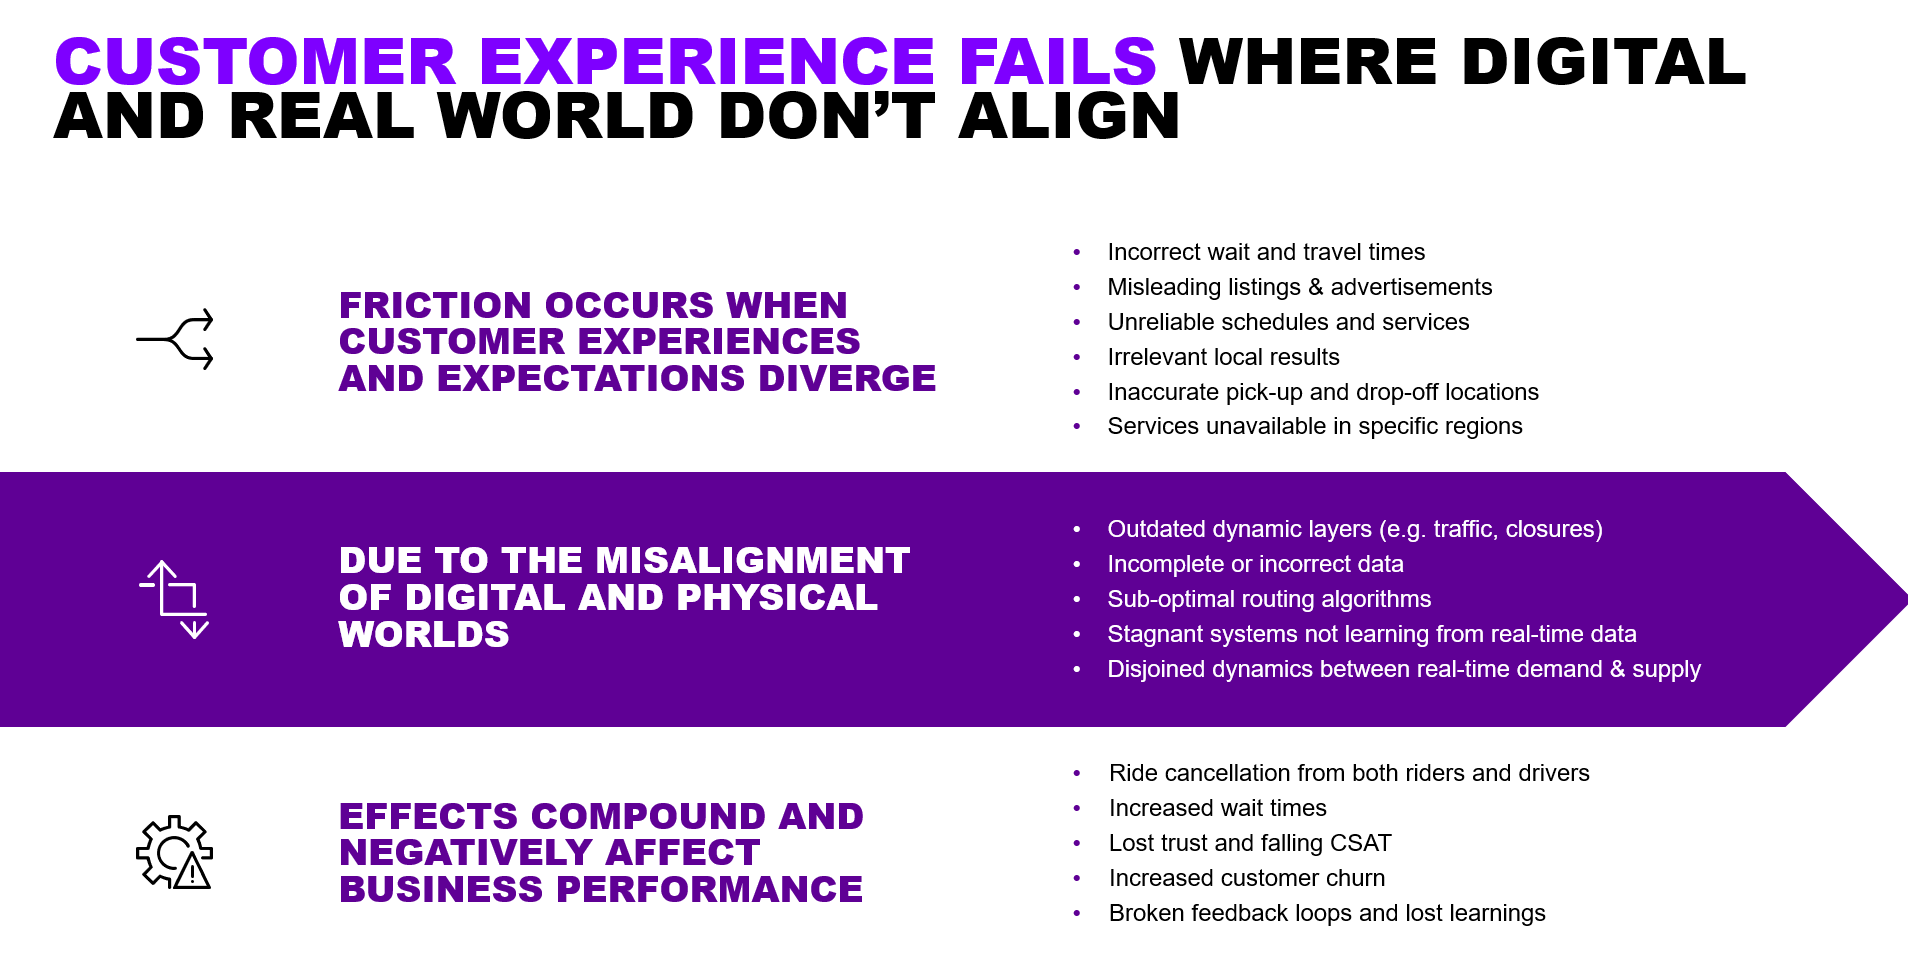 CUSTOMER EXPERIENCE FAILS WHERE DIGITAL
AND REAL WORLD DON’T ALIGN
FRICTION OCCURS WHEN
CUSTOMER EXPERIENCES
AND EXPECTATIONS DIVERGE
• Incorrect wait and travel times
• Misleading listings & advertisements
• Unreliable schedules and services
• Irrelevant local results
• Inaccurate pick-up and drop-off locations
• Services unavailable in specific regions
DUE TO THE MISALIGNMENT
OF DIGITAL AND PHYSICAL
WORLDS
• Outdated dynamic layers (e.g. traffic, closures)
• Incomplete or incorrect data
• Sub-optimal routing algorithms
• Stagnant systems not learning from real-time data
• Disjoined dynamics between real-time demand & supply
EFFECTS COMPOUND AND
NEGATIVELY AFFECT
BUSINESS PERFORMANCE
• Ride cancellation from both riders and drivers
• Increased wait times
• Lost trust and falling CSAT
• Increased customer churn
• Broken feedback loops and lost learnings